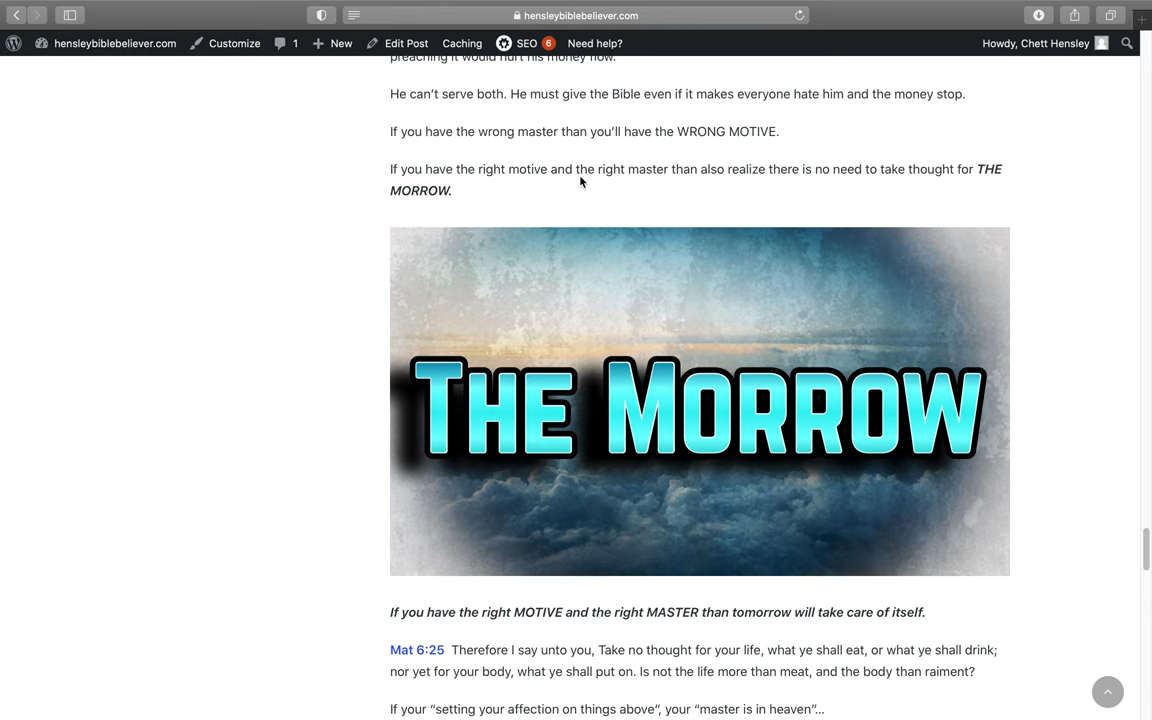 hensleybiblebeliever.com
hensleybiblebeliever.com Customize 1 New Edit Post Caching SEO 6 Need help? Howdy, Chett Hensley
preaching it would hurt his money flow.
He can't serve both. He must give the Bible even if it makes everyone hate him and the money stop.
If you have the wrong master than you'll have the WRONG MOTIVE.
If you have the right motive and the right master than also realize there is no need to take thought for THE
MORROW.
The Morrow
If you have the right MOTIVE and the right MASTER than tomorrow will take care of itself.
Mat 6:25 Therefore I say unto you, Take no thought for your life, what ye shall eat, or what ye shall drink;
nor yet for your body, what ye shall put on. Is not the life more than meat, and the body than raiment?
If your “setting your affection on things above”, your “master is in heaven”...